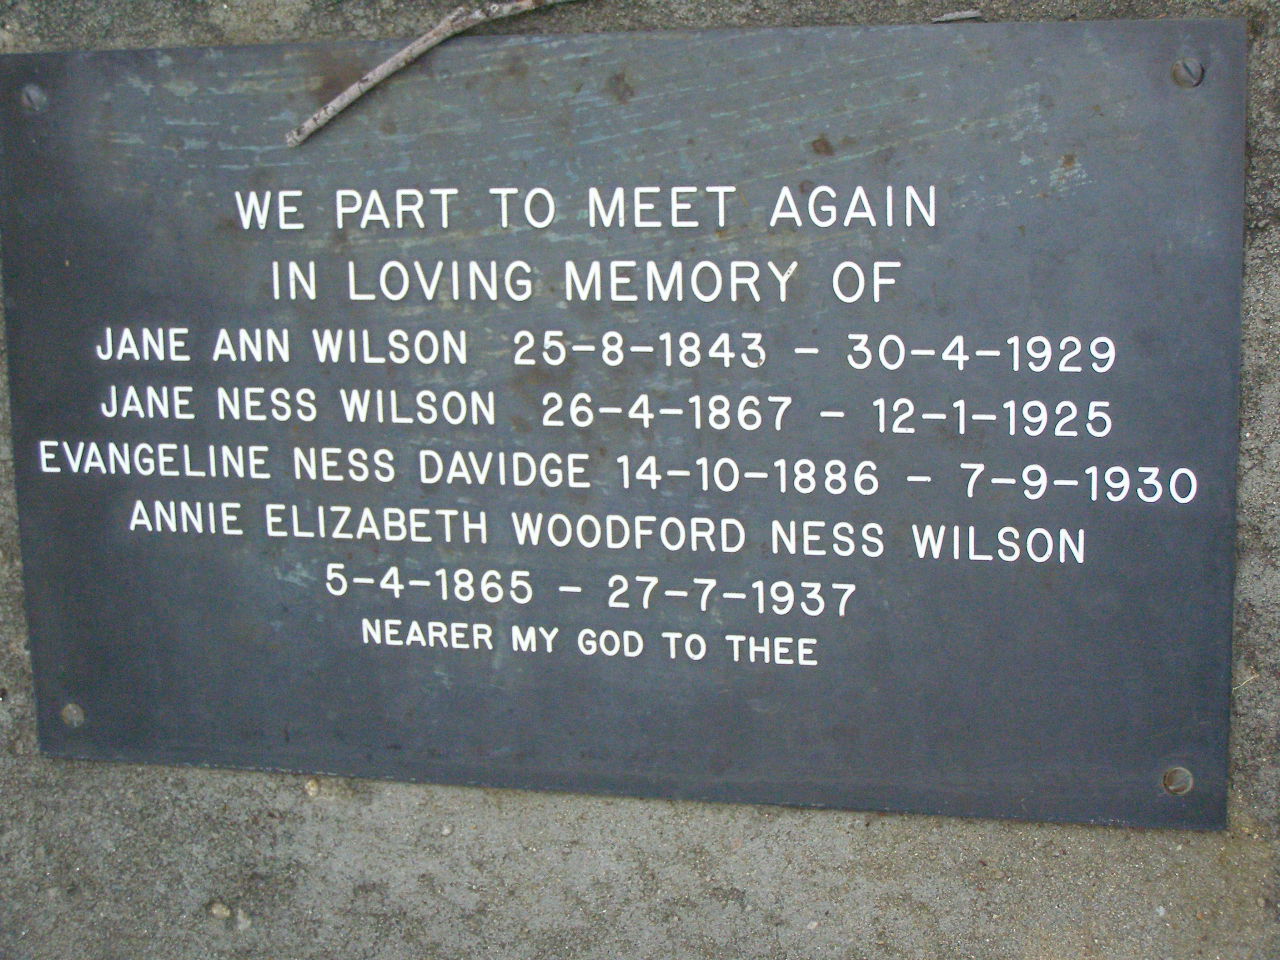 WE PART TO MEET AGAIN
IN LOVING MEMORY OF
JANE ANN WILSON 25-8-1843 - 30-4-1929
JANE NESS WILSON 26-4-1867 - 12-1-1925
EVANGELINE NESS DAVIDGE 14-10-1886 - 7-9-1930
ANNIE ELIZABETH WOODFORD NESS WILSON
5-4-1865 - 27-7-1937
NEARER MY GOD TO THEE